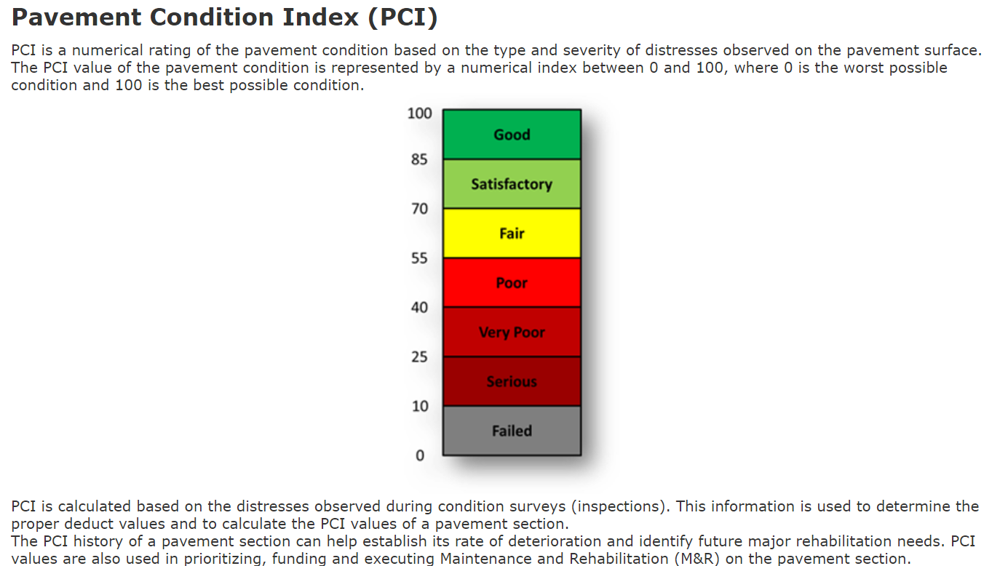 Pavement Condition Index (PCI)
PCI is a numerical rating of the pavement condition based on the type and severity of distresses observed on the pavement surface.
The PCI value of the pavement condition is represented by a numerical index between 0 and 100, where 0 is the worst possible
condition and 100 is the best possible condition.
100
Good
85
Satisfactory
70
Fair
55
Poor
40
Very Poor
25
Serious
10
Failed
0
PCI is calculated based on the distresses observed during condition surveys (inspections). This information is used to determine the
proper deduct values and to calculate the PCI values of a pavement section.
The PCI history of a pavement section can help establish its rate of deterioration and identify future major rehabilitation needs. PCI
values are also used in prioritizing, funding and executing Maintenance and Rehabilitation (M&R) on the pavement section.